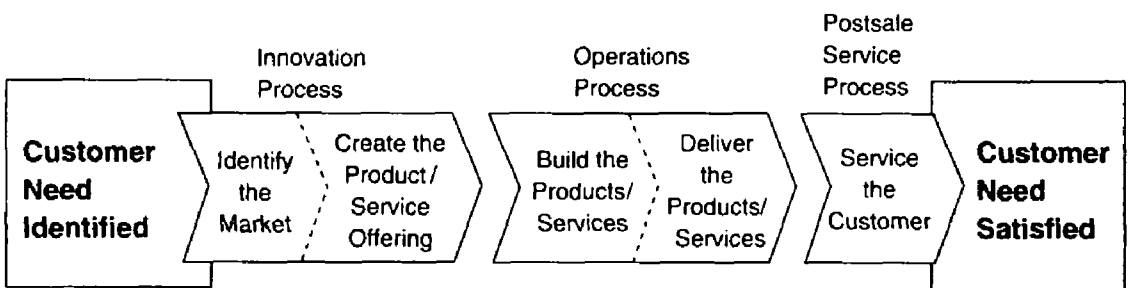 Innovation
Process
Operations
Process
Postsale
Service
Process
Customer
Need
Identified
Identify
the
Market
Create the
Product/
Service
Offering
Build the
Products/
Services
Deliver
the
Products/
Services
Service
the
Customer
Customer
Need
Satisfied